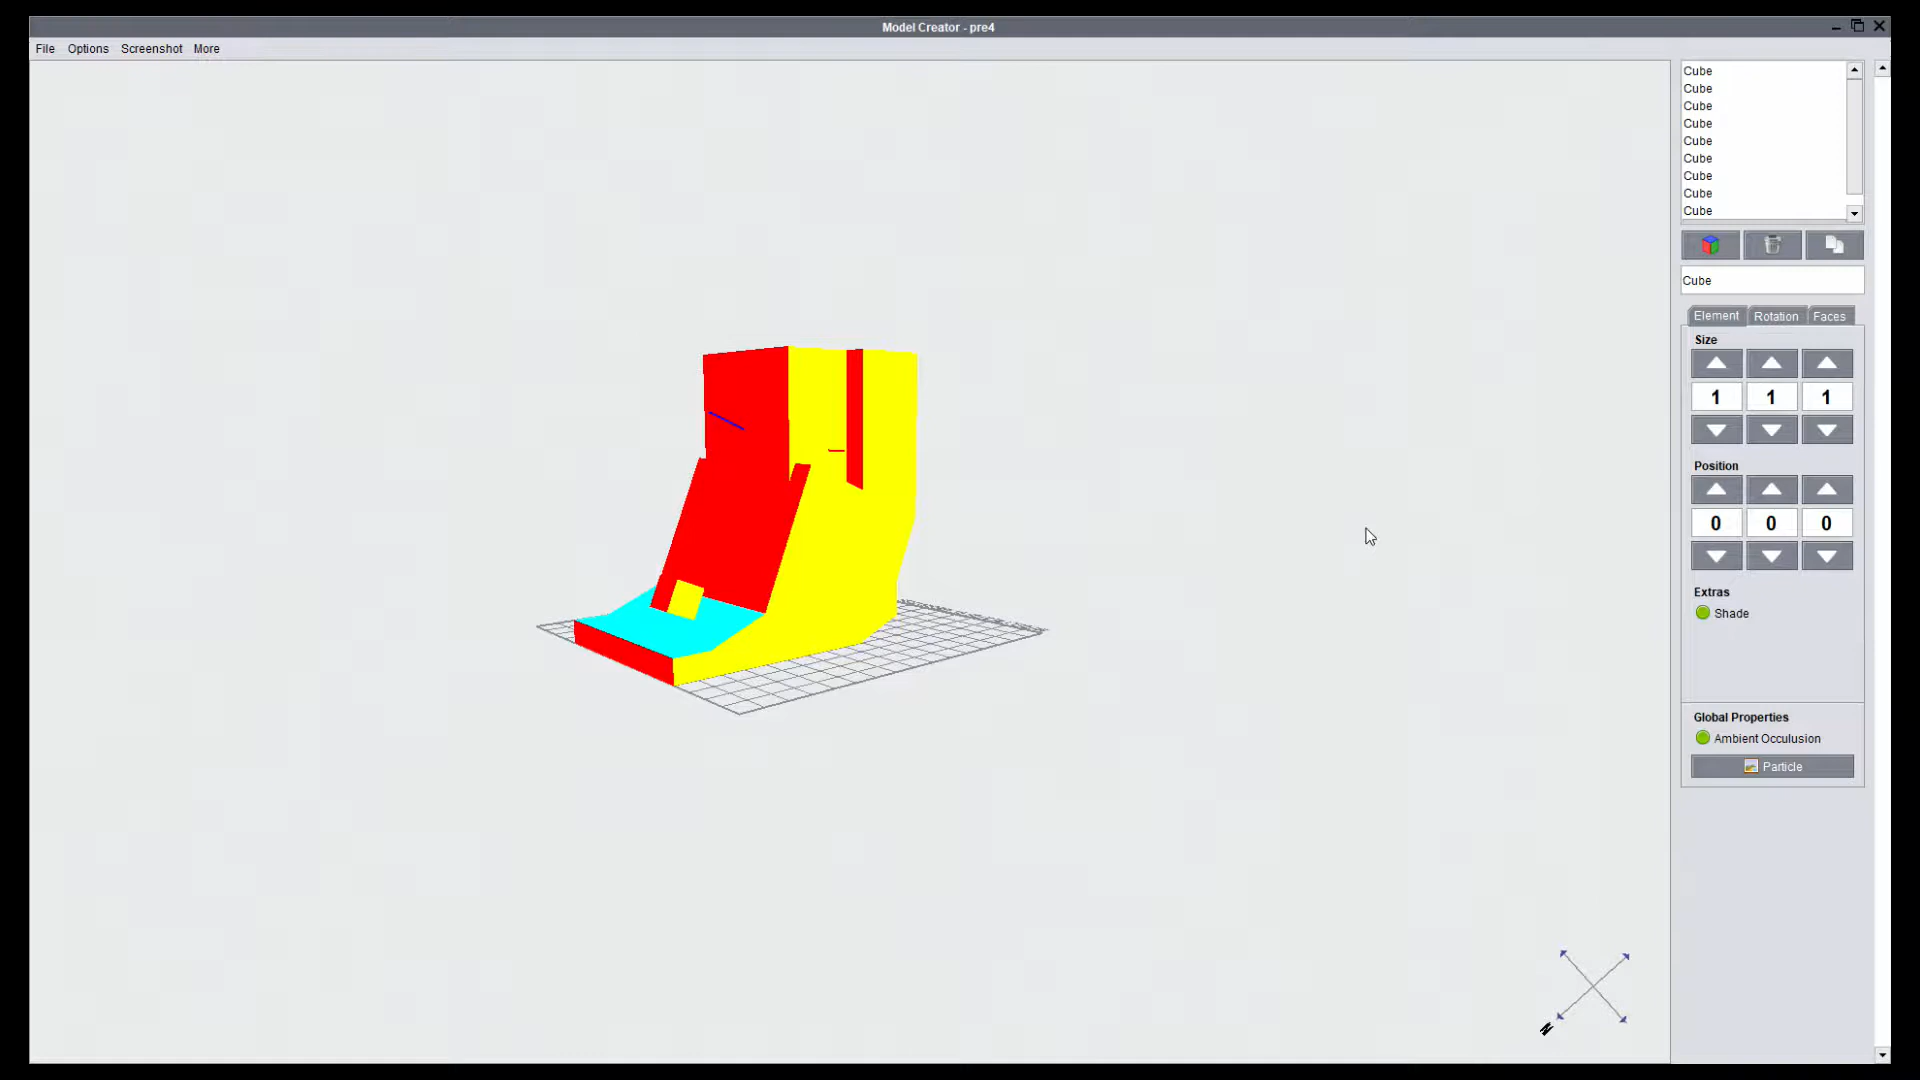 Model Creator - pre4
File Options Screenshot More
Cube
Cube
Cube
Cube
Cube
Cube
Cube
Cube
Cube
Cube
Element Rotation Faces
Size
1 1 1
Position
0 0 0
Extras
Shade
Global Properties
Ambient Occulusion
Particle